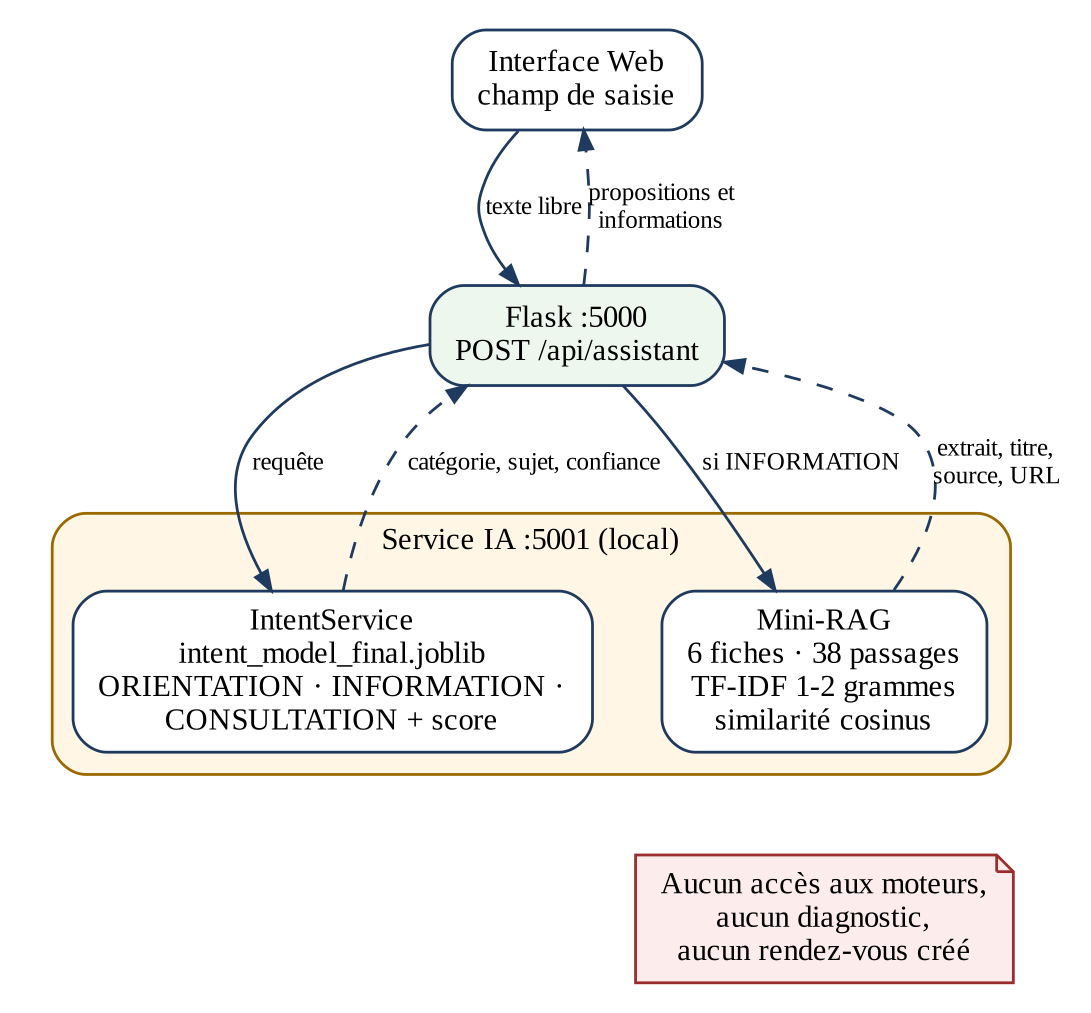 Interface Web
champ de saisie
texte libre
propositions et
informations
Flask :5000
POST /api/assistant
requête
catégorie, sujet, confiance
si INFORMATION
extrait, titre,
source, URL
Service IA :5001 (local)
IntentService
intent_model_final.joblib
ORIENTATION · INFORMATION ·
CONSULTATION + score
Mini-RAG
6 fiches · 38 passages
TF-IDF 1-2 grammes
similarité cosinus
Aucun accès aux moteurs,
aucun diagnostic,
aucun rendez-vous créé